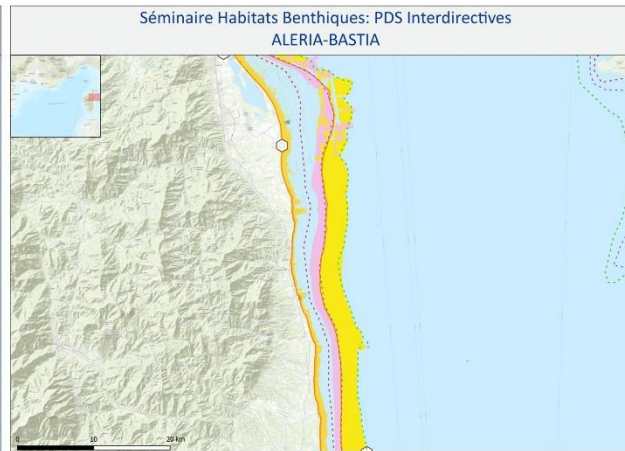 Séminaire Habitats Benthiques: PDS Interdirectives
ALERIA-BASTIA
0 10 20 km